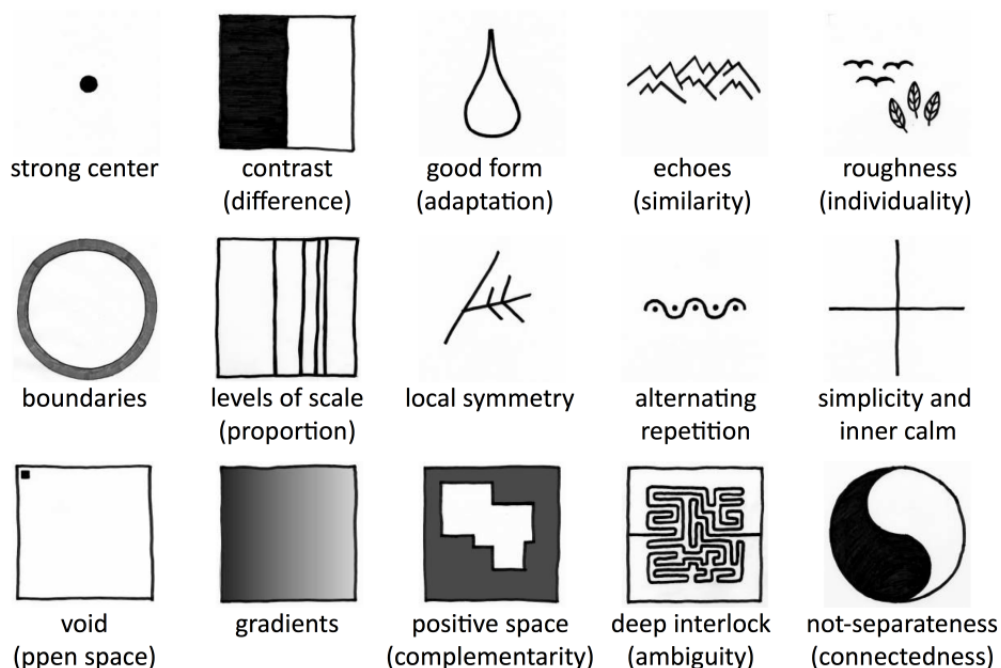 strong center
contrast
(difference)
good form
(adaptation)
echoes
(similarity)
roughness
(individuality)
boundaries
levels of scale
(proportion)
local symmetry
alternating
repetition
simplicity and
inner calm
void
(ppen space)
gradients
positive space
(complementarity)
deep interlock
(ambiguity)
not-separateness
(connectedness)